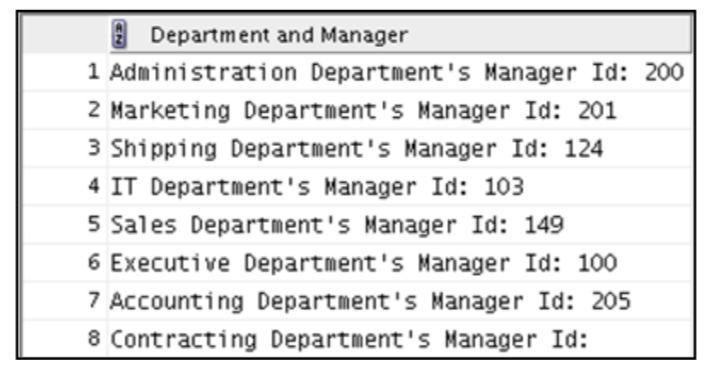 A Z Department and Manager
1 Administration Department's Manager Id: 200
2 Marketing Department's Manager Id: 201
3 Shipping Department's Manager Id: 124
4 IT Department's Manager Id: 103
5 Sales Department's Manager Id: 149
6 Executive Department's Manager Id: 100
7 Accounting Department's Manager Id: 205
8 Contracting Department's Manager Id: